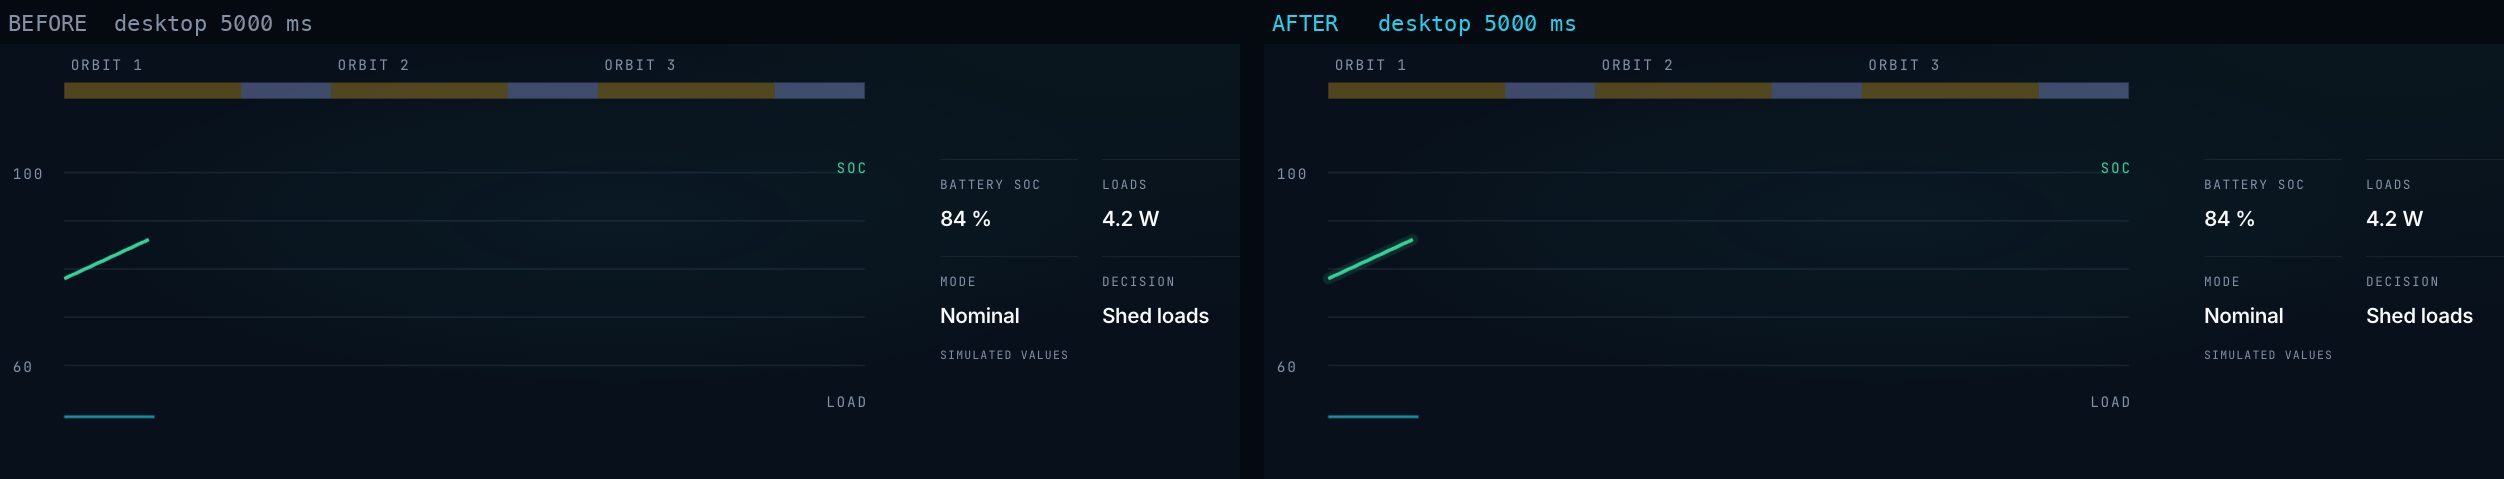 BEFORE desktop 5000 ms
ORBIT 1 ORBIT 2 ORBIT 3
SOC
100
BATTERY SOC LOADS
84 % 4.2 W
MODE DECISION
Nominal Shed loads
SIMULATED VALUES
60
LOAD
AFTER desktop 5000 ms
ORBIT 1 ORBIT 2 ORBIT 3
SOC
100
BATTERY SOC LOADS
84 % 4.2 W
MODE DECISION
Nominal Shed loads
SIMULATED VALUES
60
LOAD